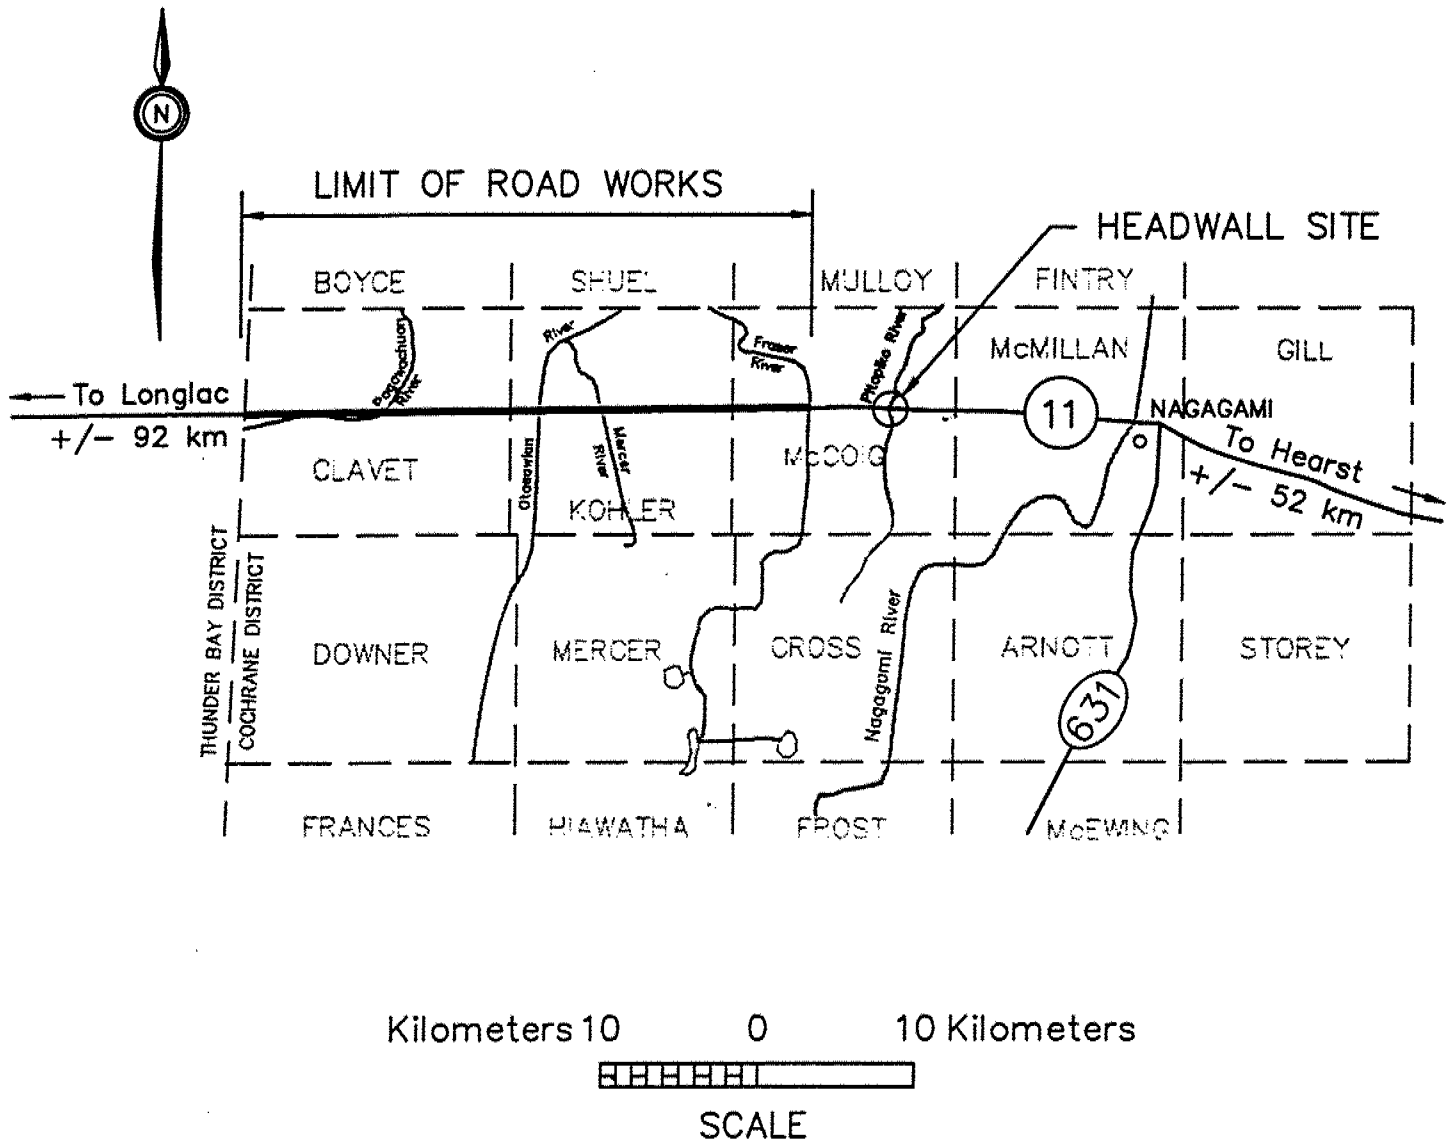 N
LIMIT OF ROAD WORKS
HEADWALL SITE
BOYCE
SHUEL
MULLOY
FINTRY
River
Fraser
River
Pitopiko River
McMILLAN
GILL
River
To Longlac
+/- 92 km
11
NAGAGAMI
To Hearst
+/- 52 km
CLAVET
Mercer
River
McCOIG
KOHLER
THUNDER BAY DISTRICT
COCHRANE DISTRICT
DOWNER
MERCER
CROSS
Nagagami River
ARNOTT
STOREY
631
FRANCES
HIAWATHA
FROST
McEWING
Kilometers 10 0 10 Kilometers
SCALE